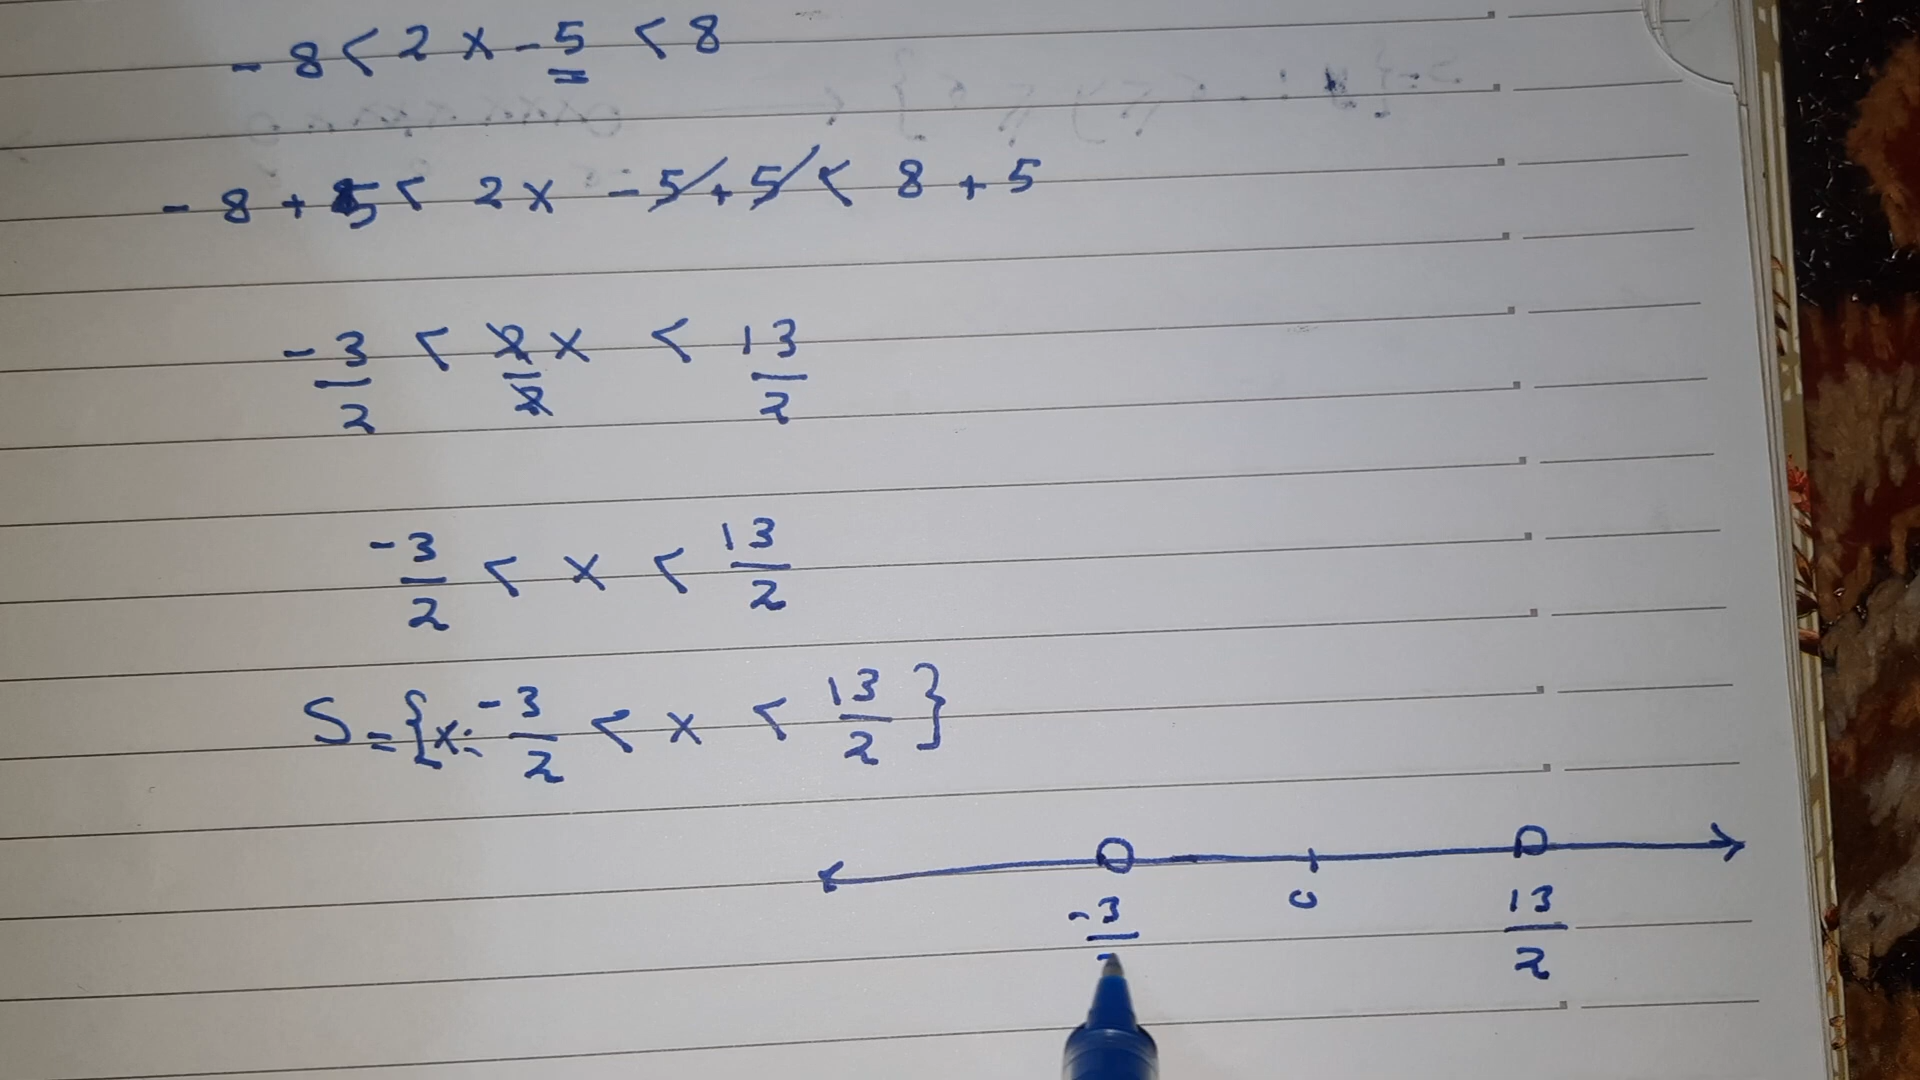 -8 < 2x - 5 < 8
-8 + 5 < 2x - 5 + 5 < 8 + 5
-3/2 < 2/2 x < 13/2
-3/2 < x < 13/2
S = {x: -3/2 < x < 13/2}
0
-3 13/2